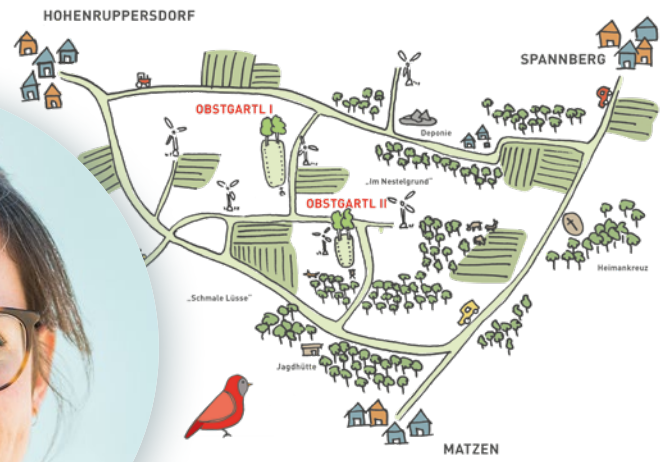 HOHENRUPPERSDORF
SPANNBERG
OBSTGARTL I
Deponie
„Im Nestelgrund"
OBSTGARTL II
Heimankreuz
„Schmale Lüsse"
Jagdhütte
MATZEN